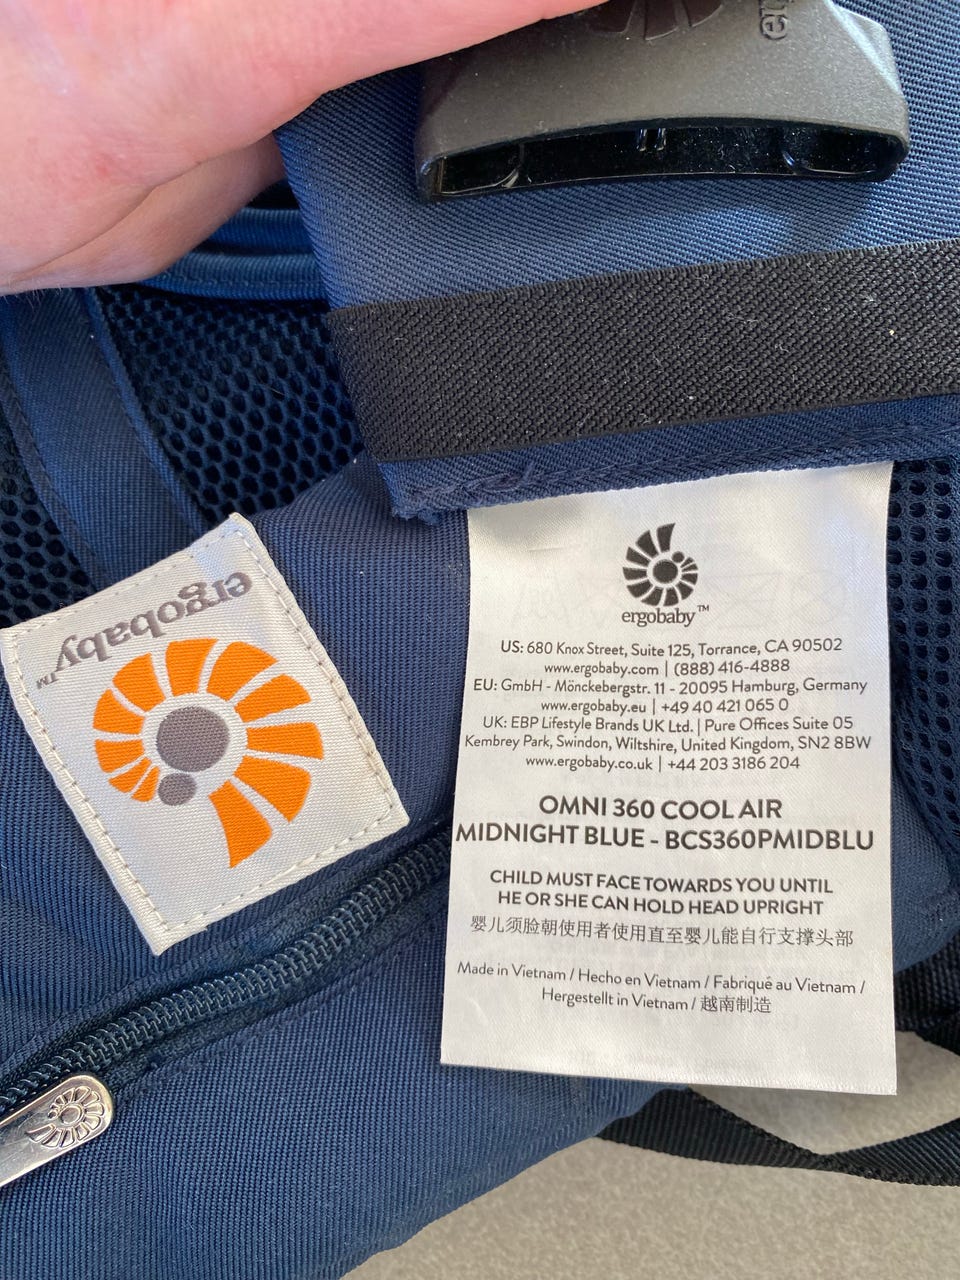 ergobaby™
ergobaby™
US: 680 Knox Street, Suite 125, Torrance, CA 90502
www.ergobaby.com | (888) 416-4888
EU: GmbH - Mönckebergstr. 11 - 20095 Hamburg, Germany
www.ergobaby.eu | +49 40 421 065 0
UK: EBP Lifestyle Brands UK Ltd. | Pure Offices Suite 05
Kembrey Park, Swindon, Wiltshire, United Kingdom, SN2 8BW
www.ergobaby.co.uk | +44 203 3186 204
OMNI 360 COOL AIR
MIDNIGHT BLUE - BCS360PMIDBLU
CHILD MUST FACE TOWARDS YOU UNTIL
HE OR SHE CAN HOLD HEAD UPRIGHT
婴儿须脸朝使用者使用直至婴儿能自行支撑头部
Made in Vietnam / Hecho en Vietnam / Fabriqué au Vietnam /
Hergestellt in Vietnam / 越南制造